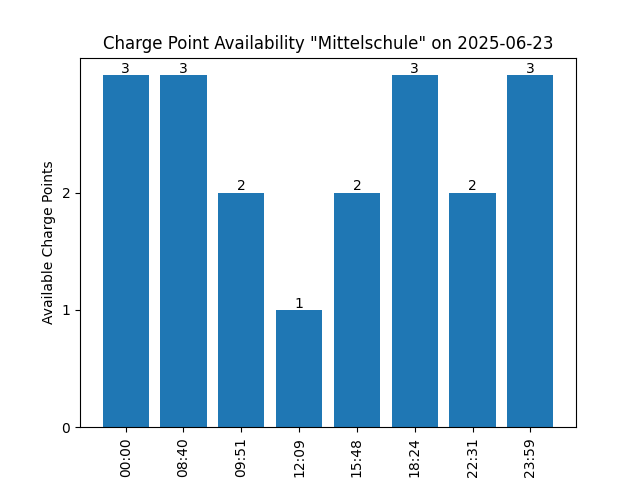 Charge Point Availability "Mittelschule" on 2025-06-23
3 3 2 1 2 3 2 3
Available Charge Points
2
1
0
00:00 08:40 09:51 12:09 15:48 18:24 22:31 23:59